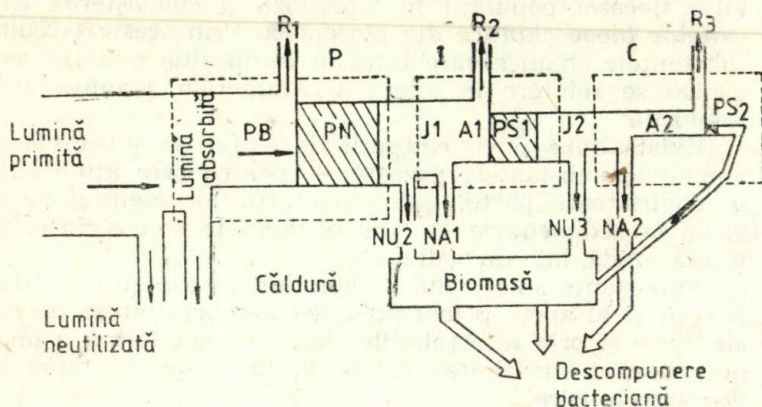 R1
R2
R3
P
I
C
Lumină
primită
lumină
absorbită
PB
PN
J1
A1
PS1
J2
A2
PS2
NU2
NA1
NU3
NA2
Căldură
Biomasă
Lumină
neutilizată
Descompunere
bacteriană